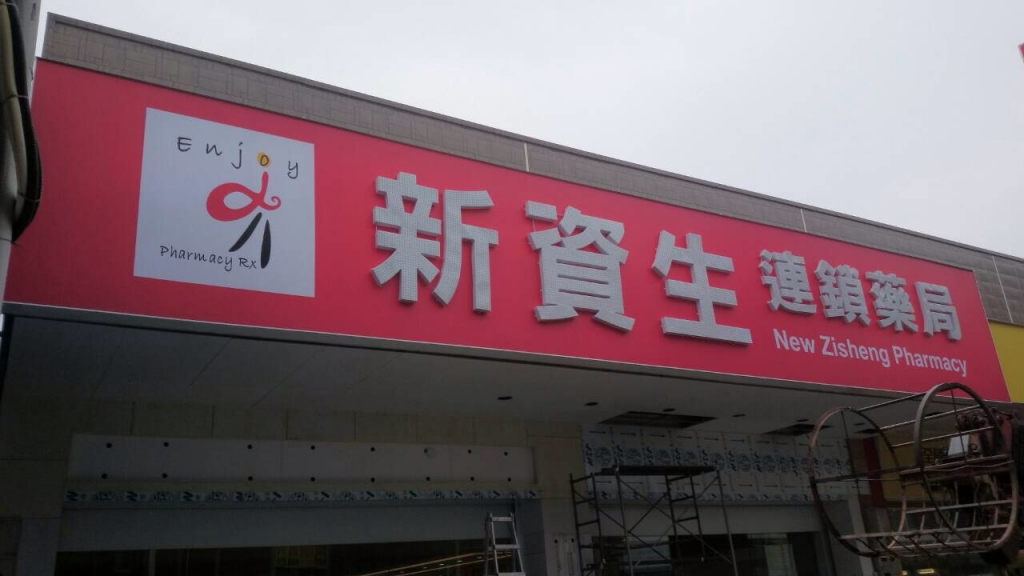 Enjoy
Pharmacy Rx
新資生 連鎖藥局
New Zisheng Pharmacy